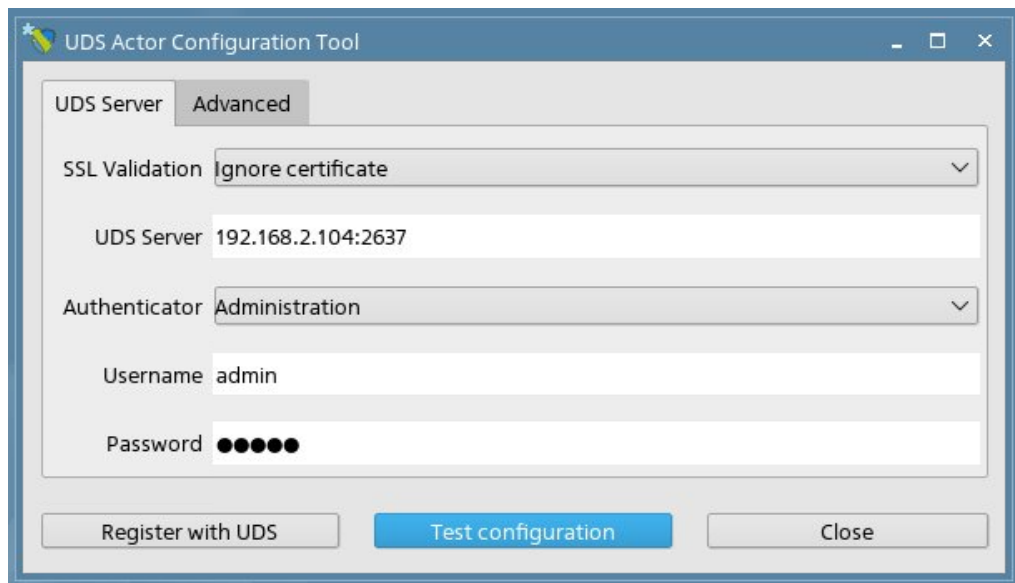 UDS Actor Configuration Tool
UDS Server Advanced
SSL Validation Ignore certificate
UDS Server 192.168.2.104:2637
Authenticator Administration
Username admin
Password ●●●●●
Register with UDS Test configuration Close